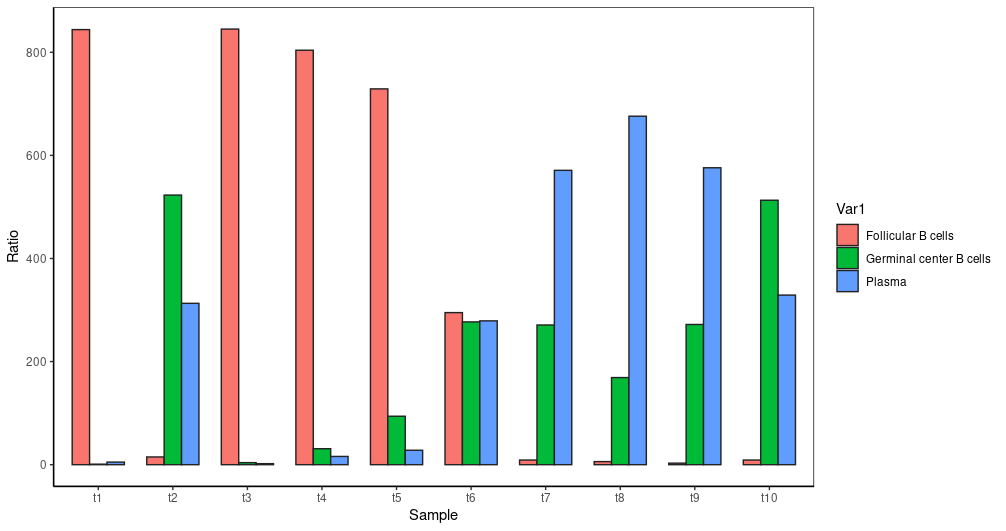 Ratio
800
600
400
200
0
t1 t2 t3 t4 t5 t6 t7 t8 t9 t10
Sample
Var1
Follicular B cells
Germinal center B cells
Plasma